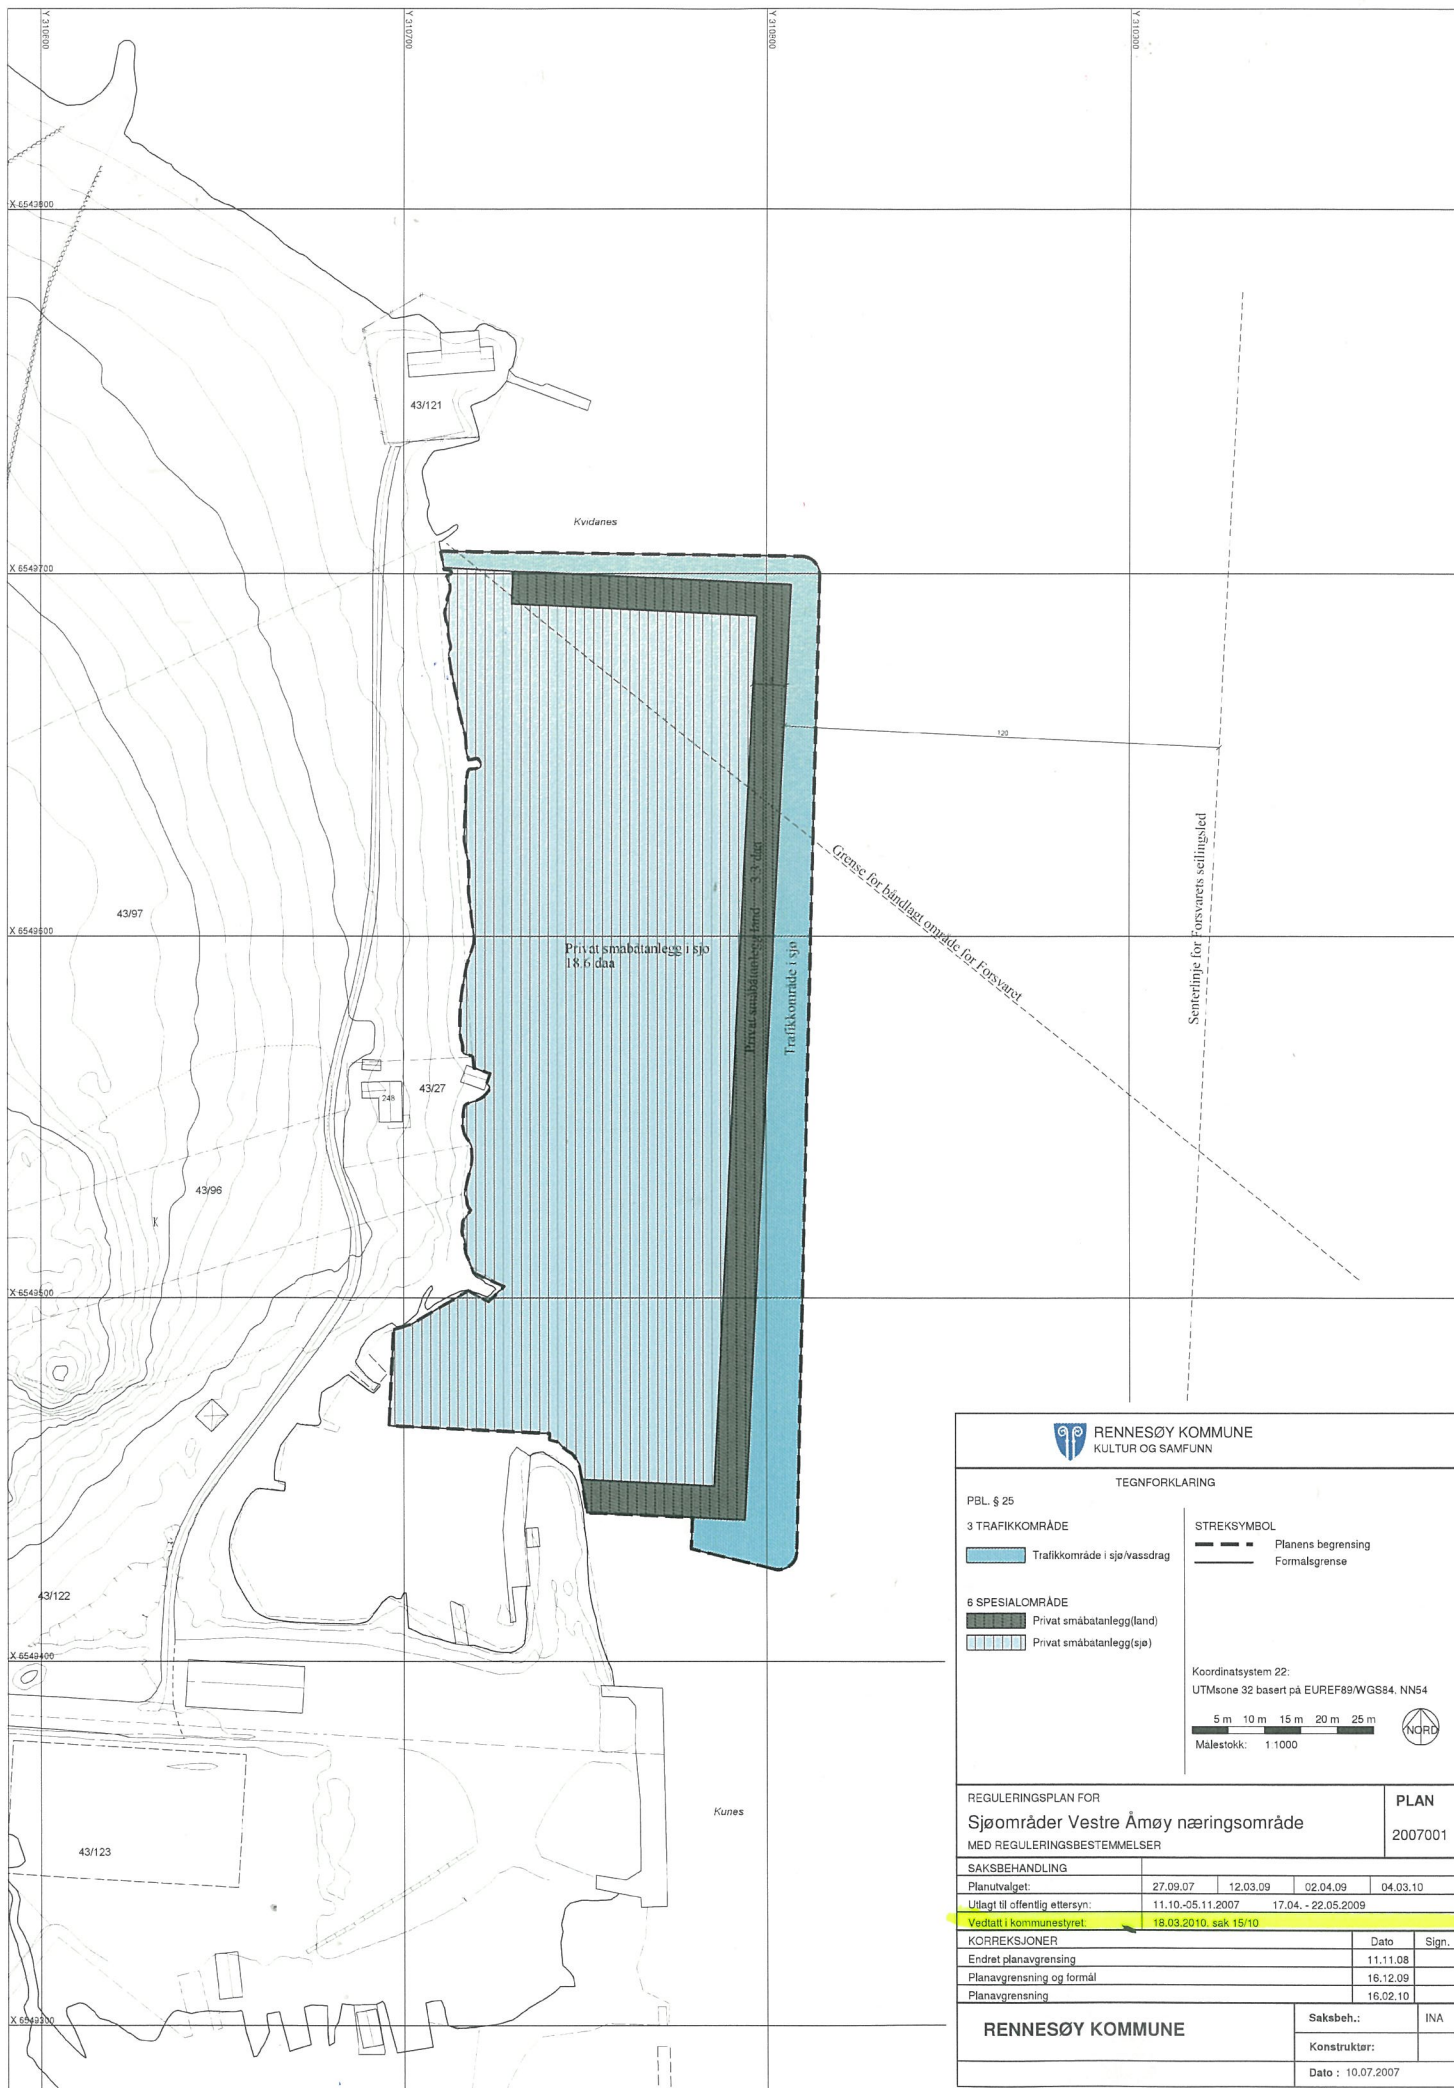 Y 310600
Y 310700
Y 310800
Y 310300
X 6543800
43/121
Kvidanes
X 6549700
120
Privat småbåtanlegg land 3.3 daa
Trafikkområde i sjø
Grense for båndlagt område for Forsvaret
Senterlinje for Forsvarets seilingsled
43/97
X 6549600
Privat smabåtanlegg i sjo
18.6 daa
43/27
248
43/96
K
X 6549500
43/122
X 6549400
Kunes
43/123
X 6549300
RENNESØY KOMMUNE
KULTUR OG SAMFUNN
TEGNFORKLARING
PBL. § 25
3 TRAFIKKOMRÅDE
Trafikkområde i sjø/vassdrag
6 SPESIALOMRÅDE
Privat småbatanlegg(land)
Privat småbatanlegg(sjø)
STREKSYMBOL
Planens begrensing
Formalsgrense
Koordinatsystem 22:
UTMsone 32 basert på EUREF89/WGS84, NN54
5 m 10 m 15 m 20 m 25 m
Målestokk: 1:1000
NORD
REGULERINGSPLAN FOR
Sjøområder Vestre Åmøy næringsområde
MED REGULERINGSBESTEMMELSER
PLAN
2007001
SAKSBEHANDLING
Planutvalget: 27.09.07 12.03.09 02.04.09 04.03.10
Utlagt til offentlig ettersyn: 11.10.-05.11.2007 17.04. - 22.05.2009
Vedtatt i kommunestyret: 18.03.2010. sak 15/10
KORREKSJONER Dato Sign.
Endret planavgrensing 11.11.08
Planavgrensning og formål 16.12.09
Planavgrensning 16.02.10
RENNESØY KOMMUNE
Saksbeh.: INA
Konstruktør:
Dato : 10.07.2007